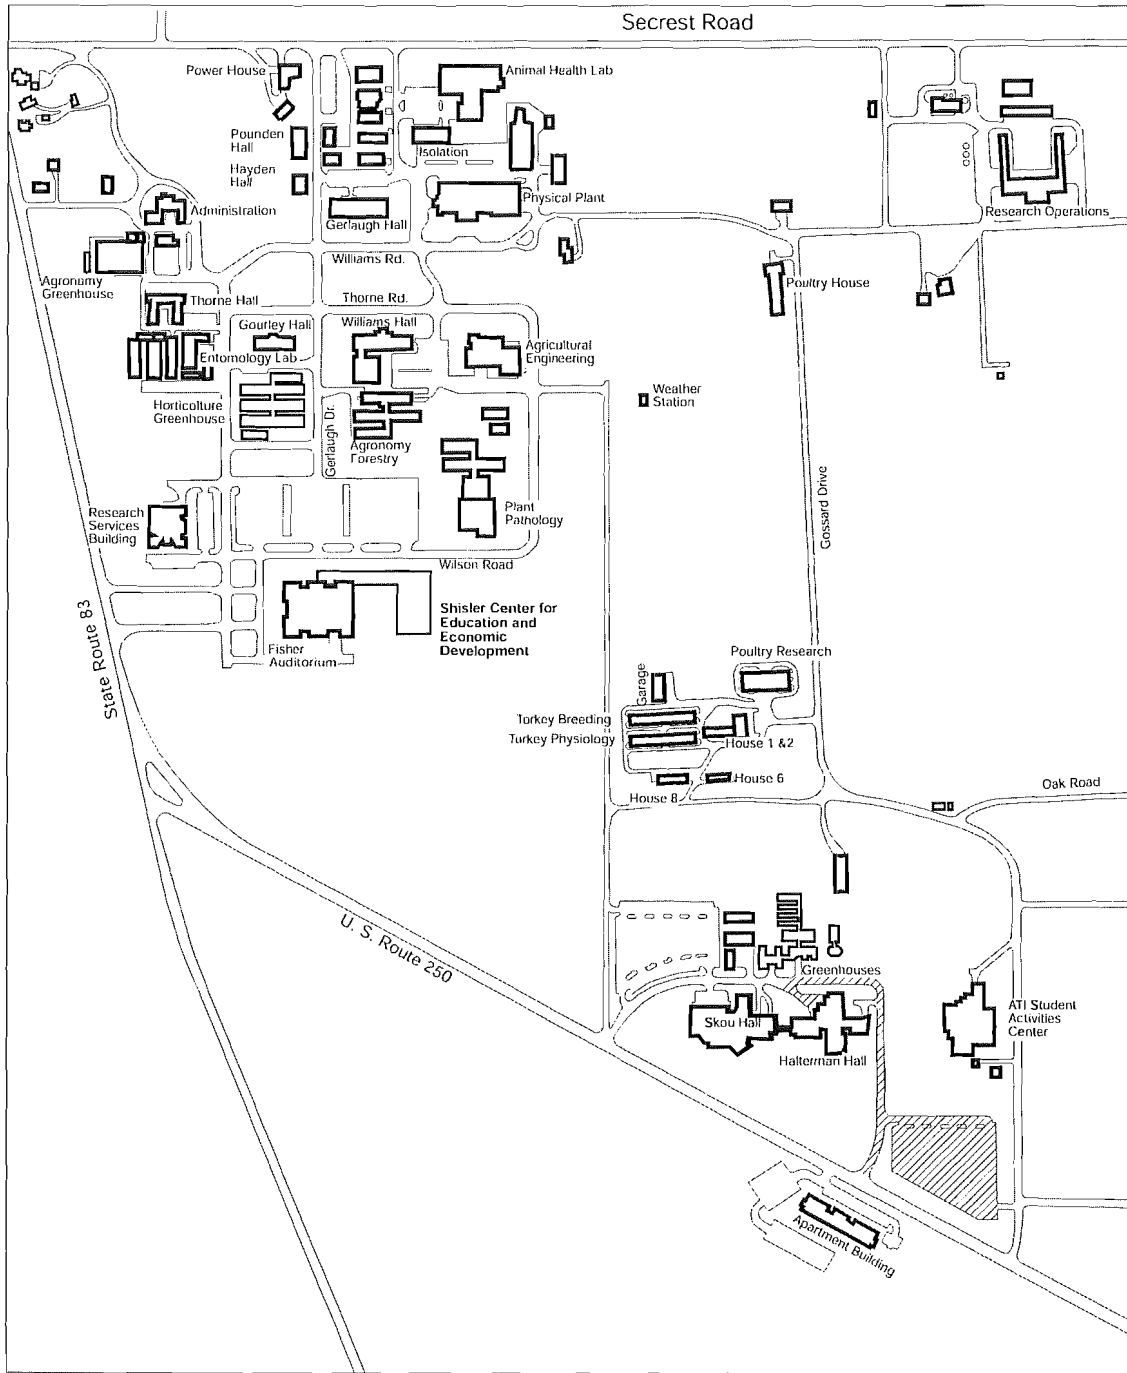 Secrest Road
Power House
Animal Health Lab
Pounden
Hall
Isolation
Hayden
Hall
Physical Plant
Administration
Research Operations
Gerlaugh Hall
Williams Rd.
Agronomy
Greenhouse
Poultry House
Thorne Hall
Thorne Rd.
Gourley Hall
Williams Hall
Agricultural
Engineering
Entomology Lab
Weather
Station
Horticulture
Greenhouse
Gerlaugh Dr.
Agronomy
Forestry
Gossard Drive
Research
Services
Building
Plant
Pathology
Wilson Road
State Route 83
Shisler Center for
Education and
Economic
Development
Fisher
Auditorium
Garage
Poultry Research
Turkey Breeding
Turkey Physiology
House 1 &2
House 6
House 8
Oak Road
U. S. Route 250
Greenhouses
Skou Hall
Halterman Hall
ATI Student
Activities
Center
Apartment Building